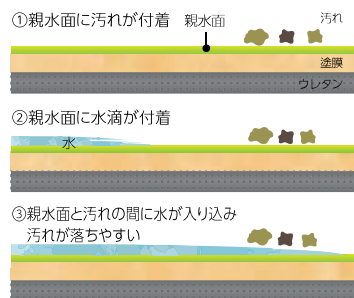 ①親水面に汚れが付着
親水面
汚れ
塗膜
ウレタン
②親水面に水滴が付着
水
③親水面と汚れの間に水が入り込み
汚れが落ちやすい